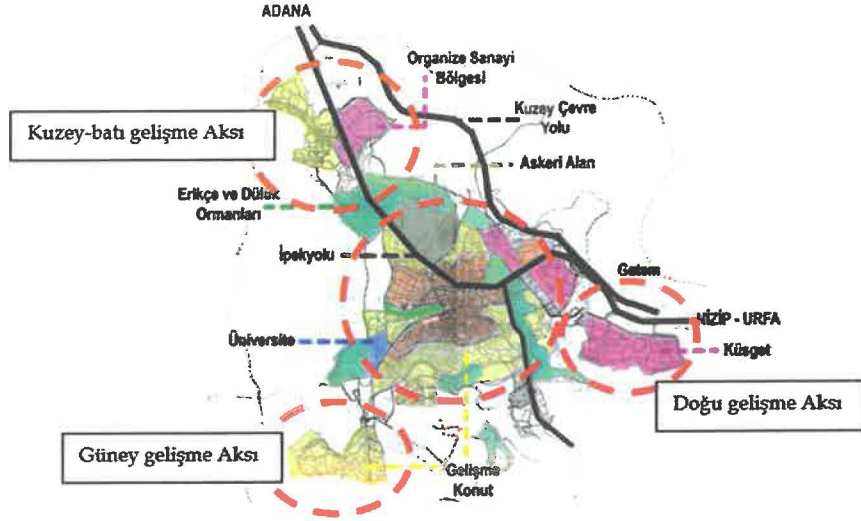 ADANA
Organize Sanayi
Bölgesi
Kuzey Çevre
Yolu
Kuzey-batı gelişme Aksı
Askeri Alan
Erikçe ve Dülük
Ormanları
İpekyolu
Gatem
NİZİP - URFA
Üniversite
Küsget
Doğu gelişme Aksı
Güney gelişme Aksı
Gelişme
Konut